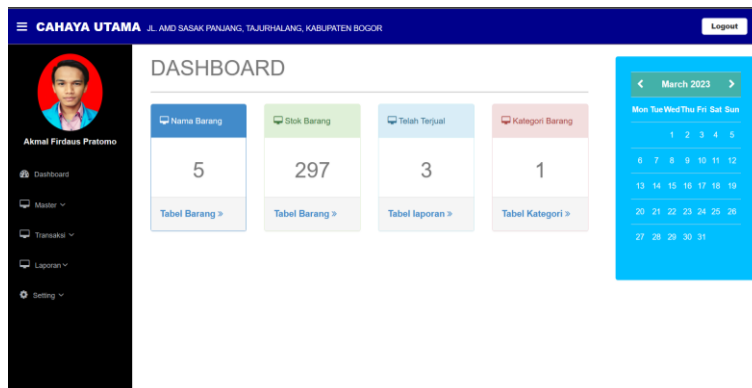 CAHAYA UTAMA JL. AMD SASAK PANJANG, TAJURHALANG, KABUPATEN BOGOR
Logout
Akmal Firdaus Pratomo
Dashboard
Master
Transaksi
Laporan
Setting
DASHBOARD
Nama Barang
5
Tabel Barang »
Stok Barang
297
Tabel Barang »
Telah Terjual
3
Tabel laporan »
Kategori Barang
1
Tabel Kategori »
March 2023
Mon Tue Wed Thu Fri Sat Sun
1 2 3 4 5
6 7 8 9 10 11 12
13 14 15 16 17 18 19
20 21 22 23 24 25 26
27 28 29 30 31